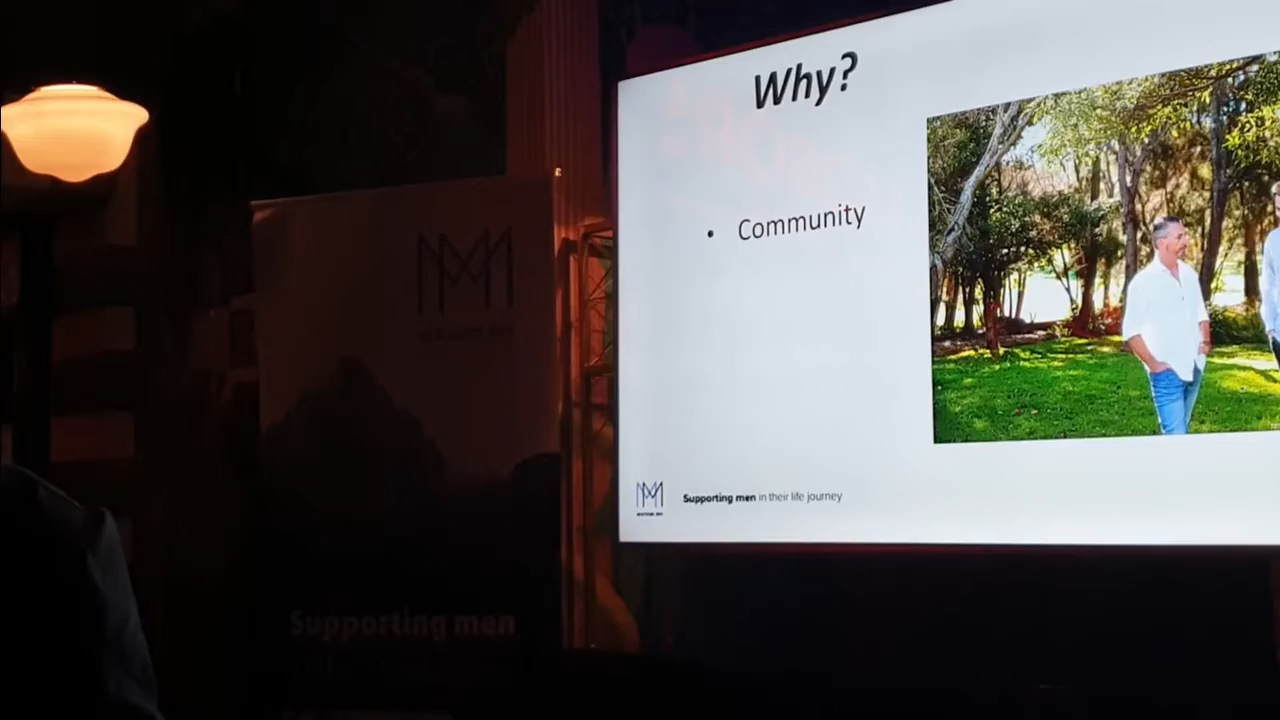 Why?
• Community
Supporting men in their life journey
Supporting men